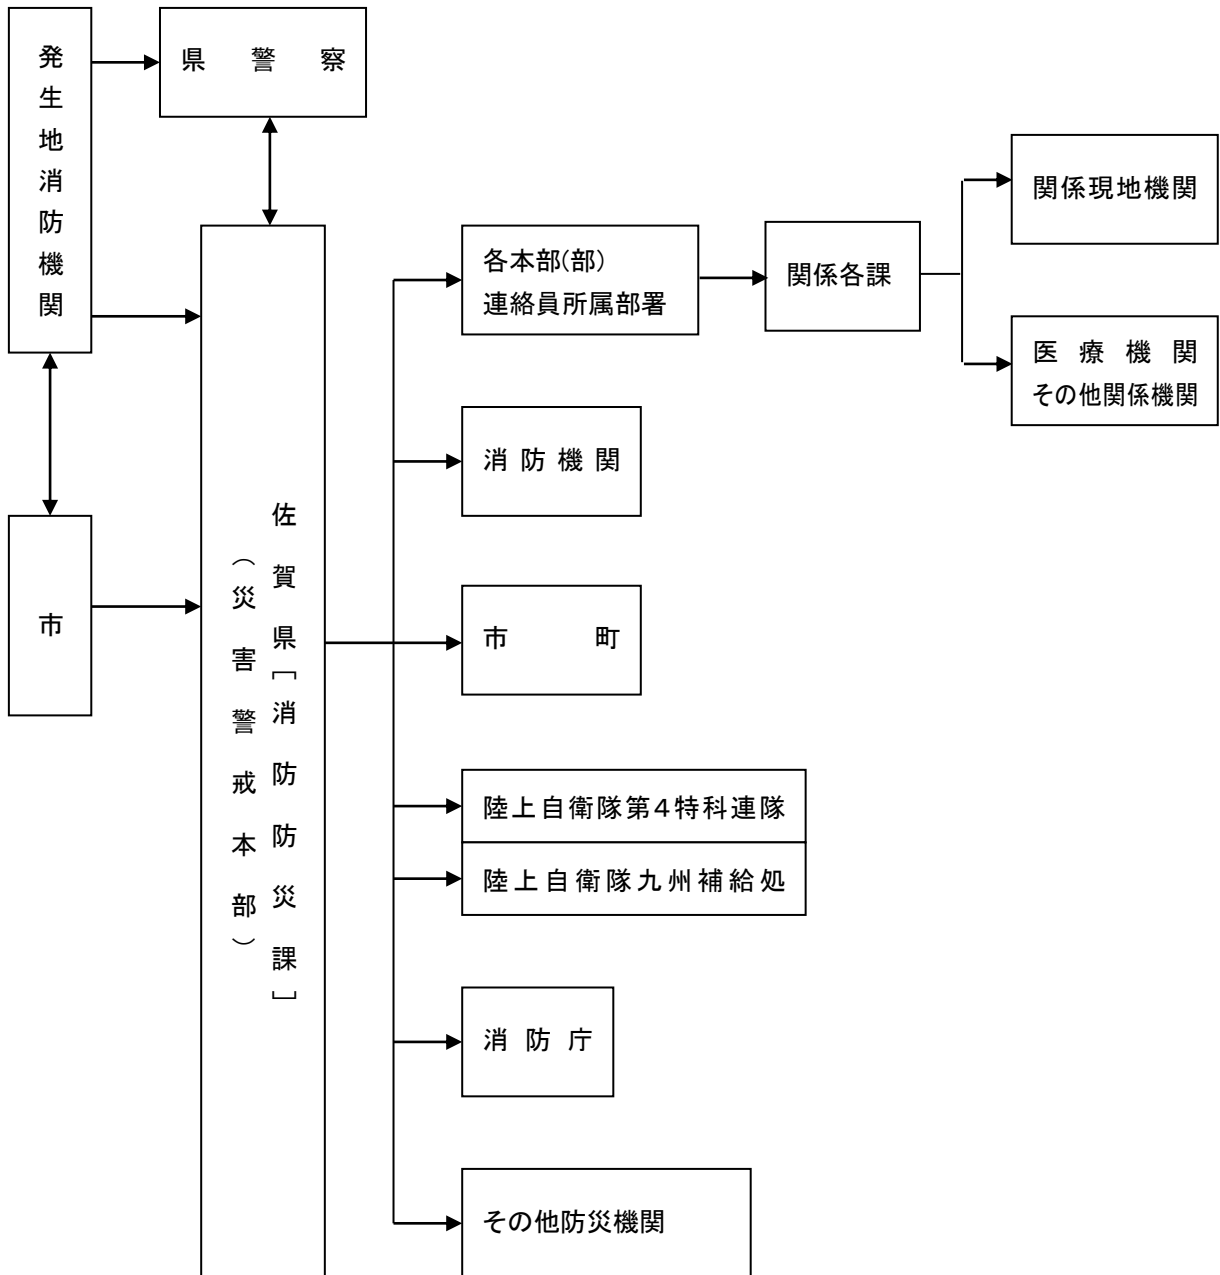 発生地消防機関
県警察
市
佐賀県[消防防災課]
（災害警戒本部）
各本部(部)
連絡員所属部署
関係各課
関係現地機関
医療機関
その他関係機関
消防機関
市町
陸上自衛隊第4特科連隊
陸上自衛隊九州補給処
消防庁
その他防災機関